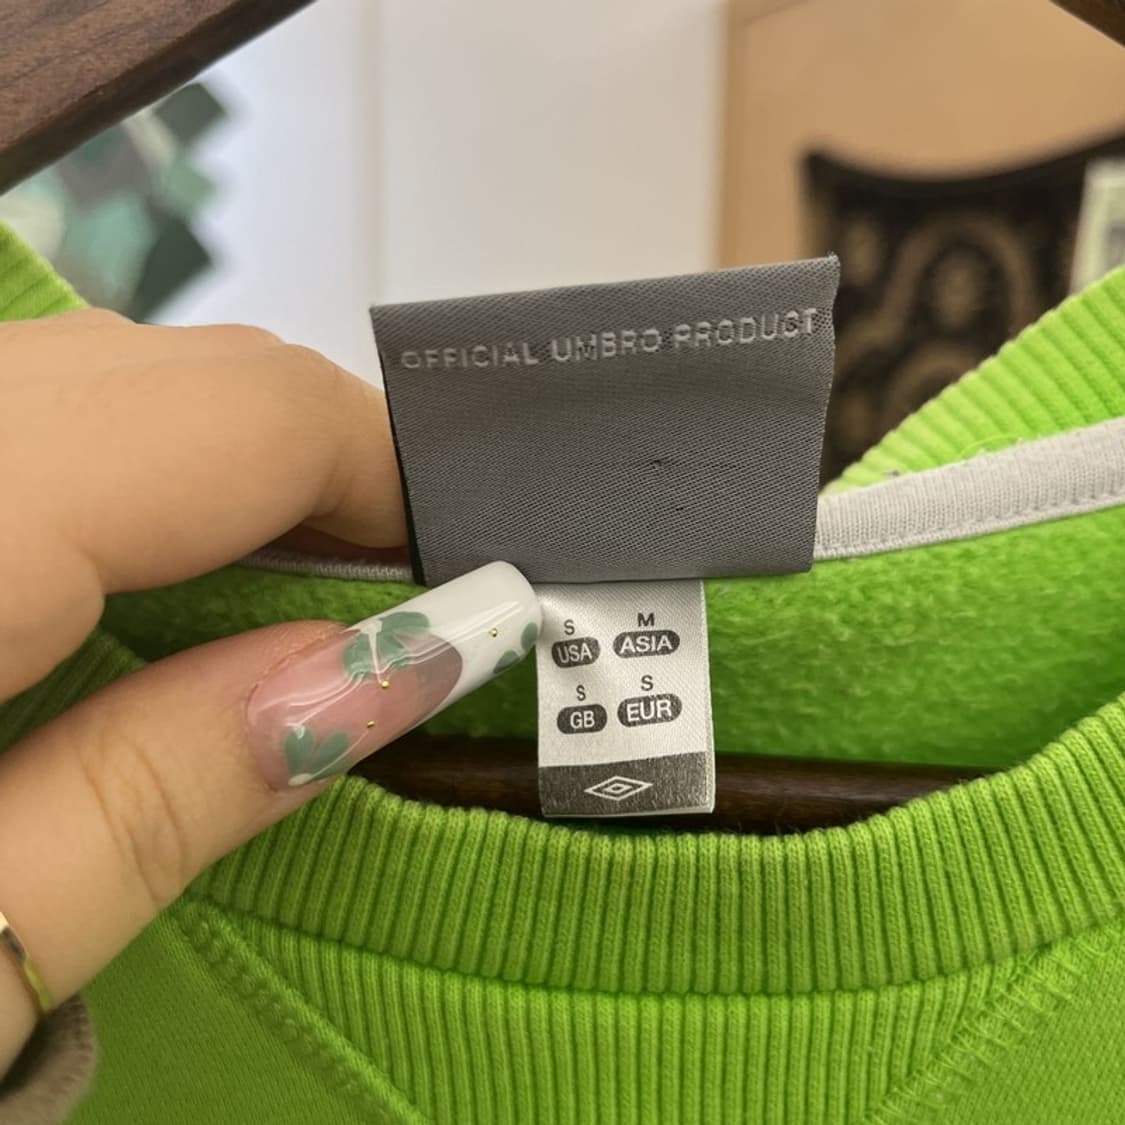 OFFICIAL UMBRO PRODUCT
S M
USA ASIA
S S
GB EUR